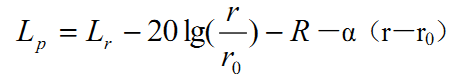 L_p = L_r − 20 lg(r/r_0) − R − α（r − r_0）